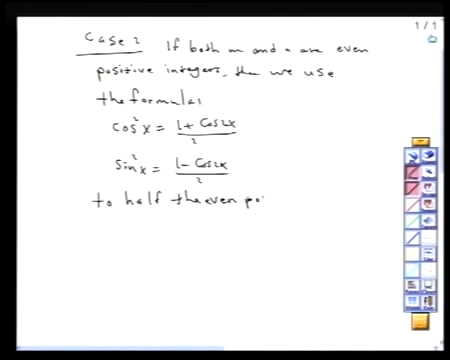 1/1
Case 2 If both m and n are even
positive integers, then we use
the formulas
cos²x = 1 + cos2x / 2
sin²x = 1 - cos2x / 2
to half the even po